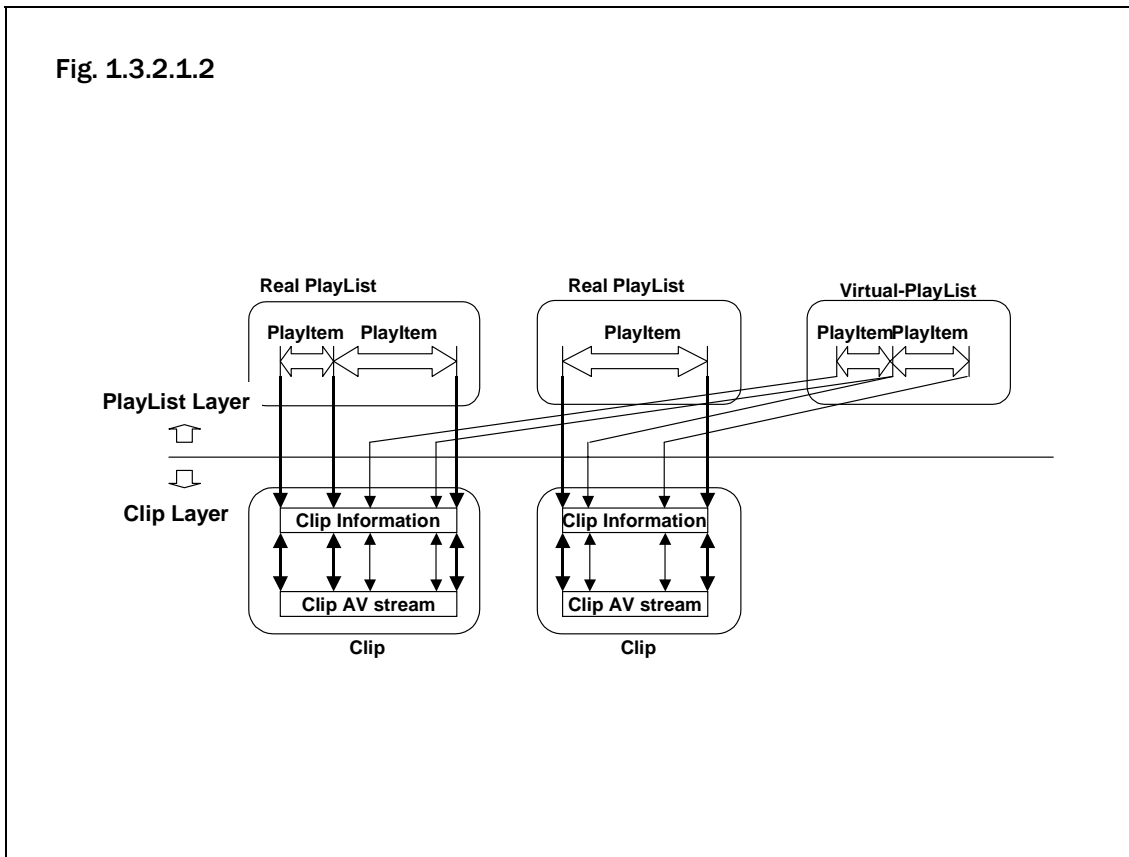 Fig. 1.3.2.1.2
Real PlayList
Real PlayList
Virtual-PlayList
PlayItem PlayItem
PlayItem
PlayItem PlayItem
PlayList Layer
Clip Layer
Clip Information
Clip Information
Clip AV stream
Clip AV stream
Clip
Clip